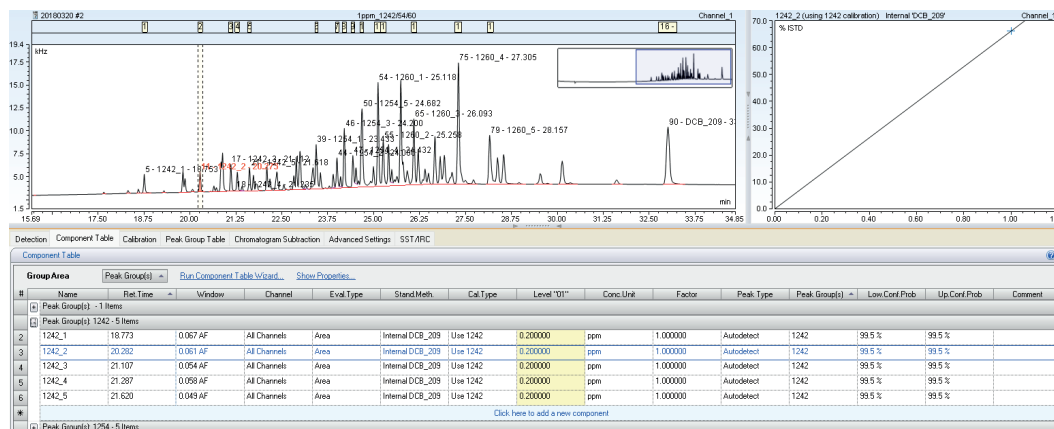 20180320 #2 1ppm_1242/54/60 Channel_1
1242_2 (using 1242 calibration) Internal 'DCB_209' Channel_1
1 2 3 4 6
1 6 -
kHz
19.4
17.5
15.0
12.5
10.0
7.5
5.0
1.5
75 - 1260_4 - 27.305
54 - 1260_1 - 25.118
50 - 1254_5 - 24.682
65 - 1260_3 - 26.093
46 - 1254_3 - 24.200
39 - 1254_1 - 23.433
55 - 1260_2 - 25.258
79 - 1260_5 - 28.157
90 - DCB_209 - 33
5 - 1242_1 - 18.753
min
15.69 17.50 18.75 20.00 21.25 22.50 23.75 25.00 26.25 27.50 28.75 30.00 31.25 32.50 34.85
% ISTD
70.0
60.0
50.0
40.0
30.0
20.0
10.0
0.0
0.00 0.20 0.40 0.60 0.80 1.00
Detection Component Table Calibration Peak Group Table Chromatogram Subtraction Advanced Settings SST/IRC
Component Table
Group Area Peak Group(s) Run Component Table Wizard... Show Properties...
# Name Ret.Time Window Channel Eval.Type Stand.Meth. Cal.Type Level "01" Conc.Unit Factor Peak Type Peak Group(s) Low.Conf.Prob Up.Conf.Prob Comment
Peak Group(s): - 1 Items
Peak Group(s): 1242 - 5 Items
2 1242_1 18.773 0.067 AF All Channels Area Internal DCB_209 Use 1242 0.200000 ppm 1.000000 Autodetect 1242 99.5 % 99.5 %
3 1242_2 20.282 0.061 AF All Channels Area Internal DCB_209 Use 1242 0.200000 ppm 1.000000 Autodetect 1242 99.5 % 99.5 %
4 1242_3 21.107 0.054 AF All Channels Area Internal DCB_209 Use 1242 0.200000 ppm 1.000000 Autodetect 1242 99.5 % 99.5 %
5 1242_4 21.287 0.058 AF All Channels Area Internal DCB_209 Use 1242 0.200000 ppm 1.000000 Autodetect 1242 99.5 % 99.5 %
6 1242_5 21.620 0.049 AF All Channels Area Internal DCB_209 Use 1242 0.200000 ppm 1.000000 Autodetect 1242 99.5 % 99.5 %
* Click here to add a new component
Peak Group(s): 1254 - 5 Items